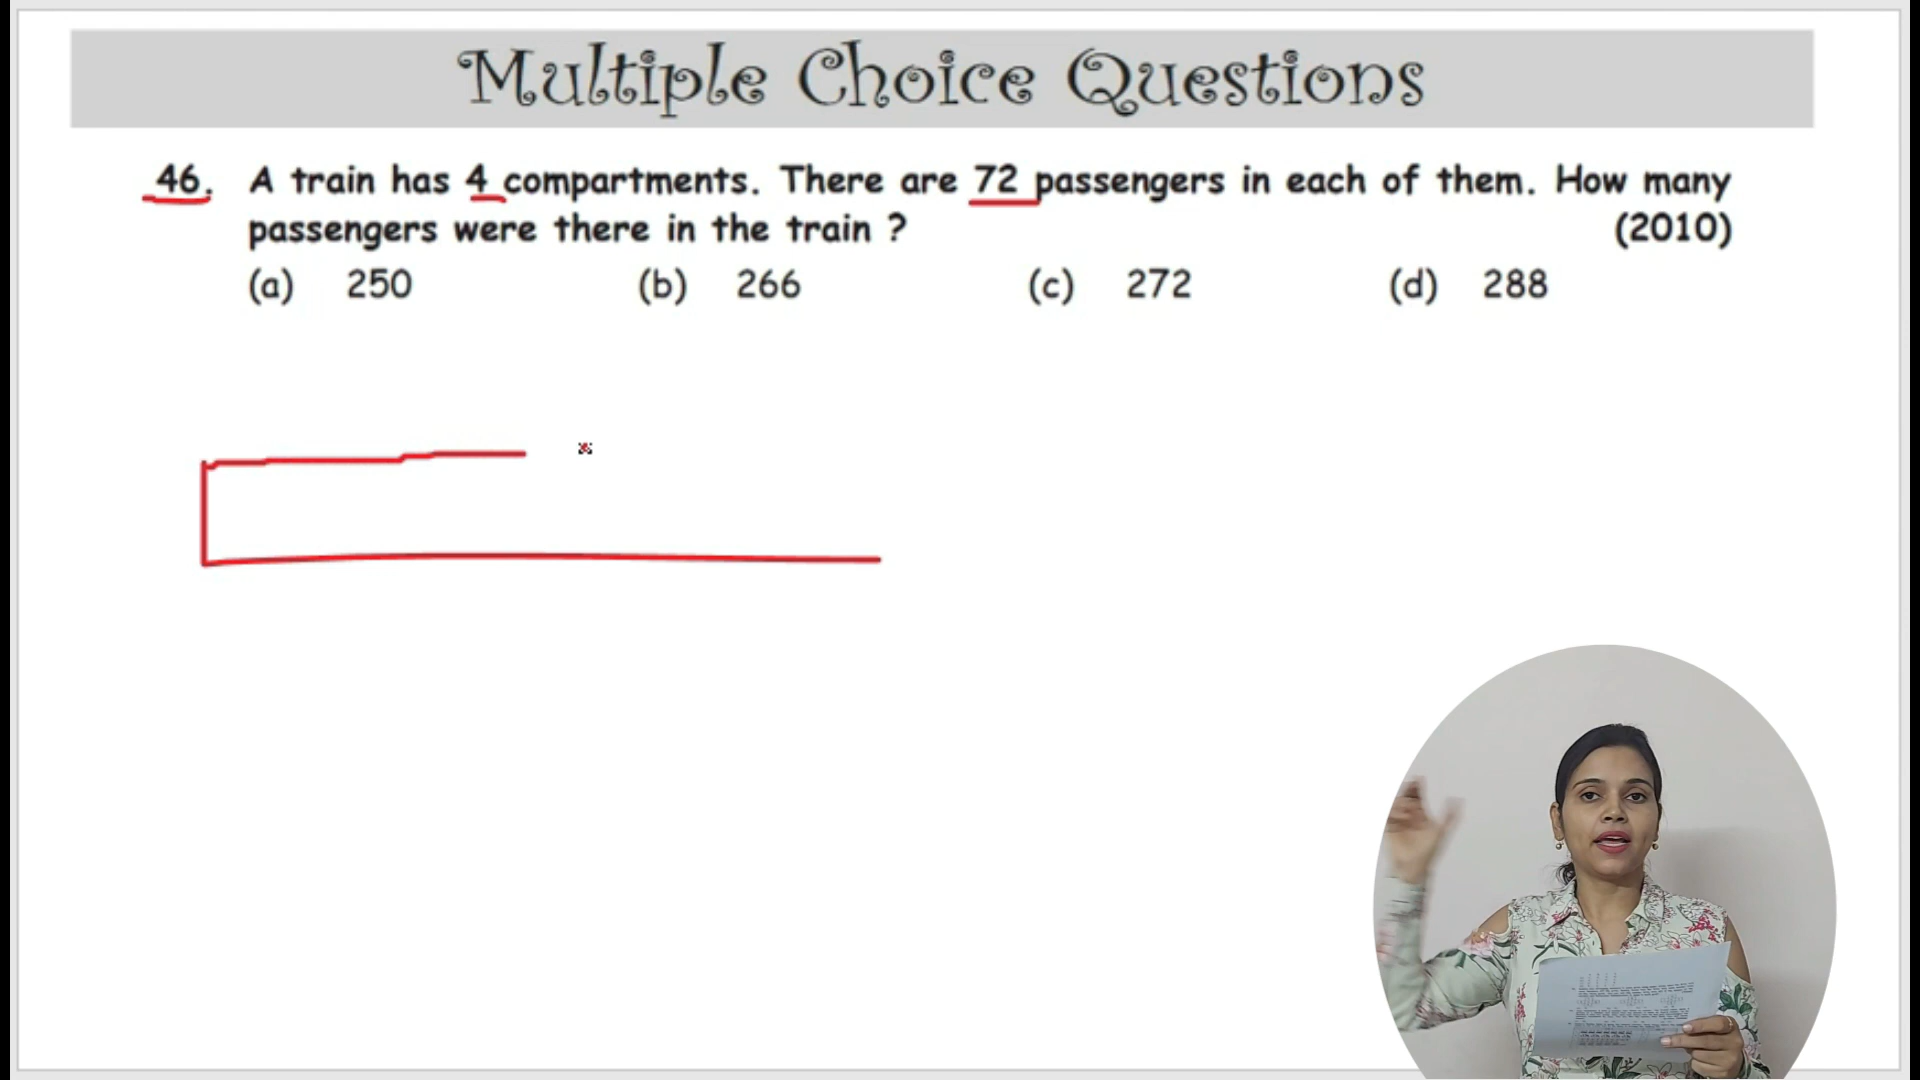 Multiple Choice Questions
46. A train has 4 compartments. There are 72 passengers in each of them. How many
passengers were there in the train ? (2010)
(a) 250 (b) 266 (c) 272 (d) 288